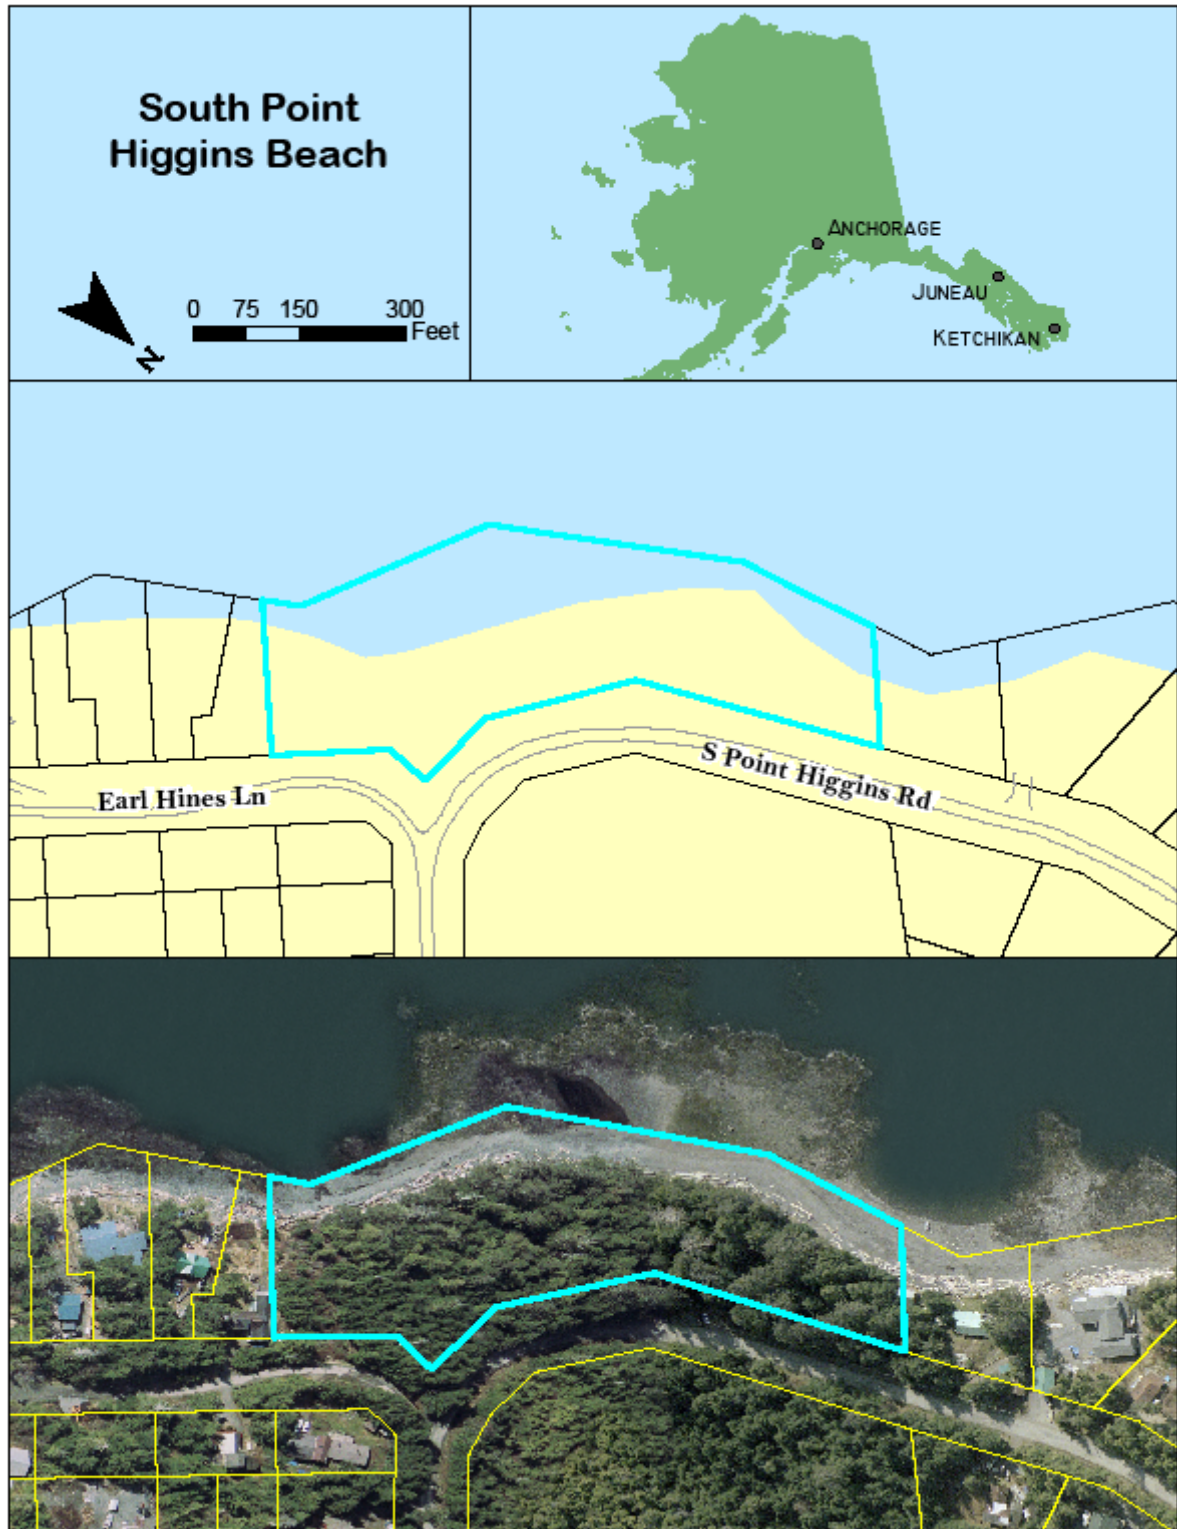 South Point
Higgins Beach
N
0 75 150 300
Feet
ANCHORAGE
JUNEAU
KETCHIKAN
S Point Higgins Rd
Earl Hines Ln